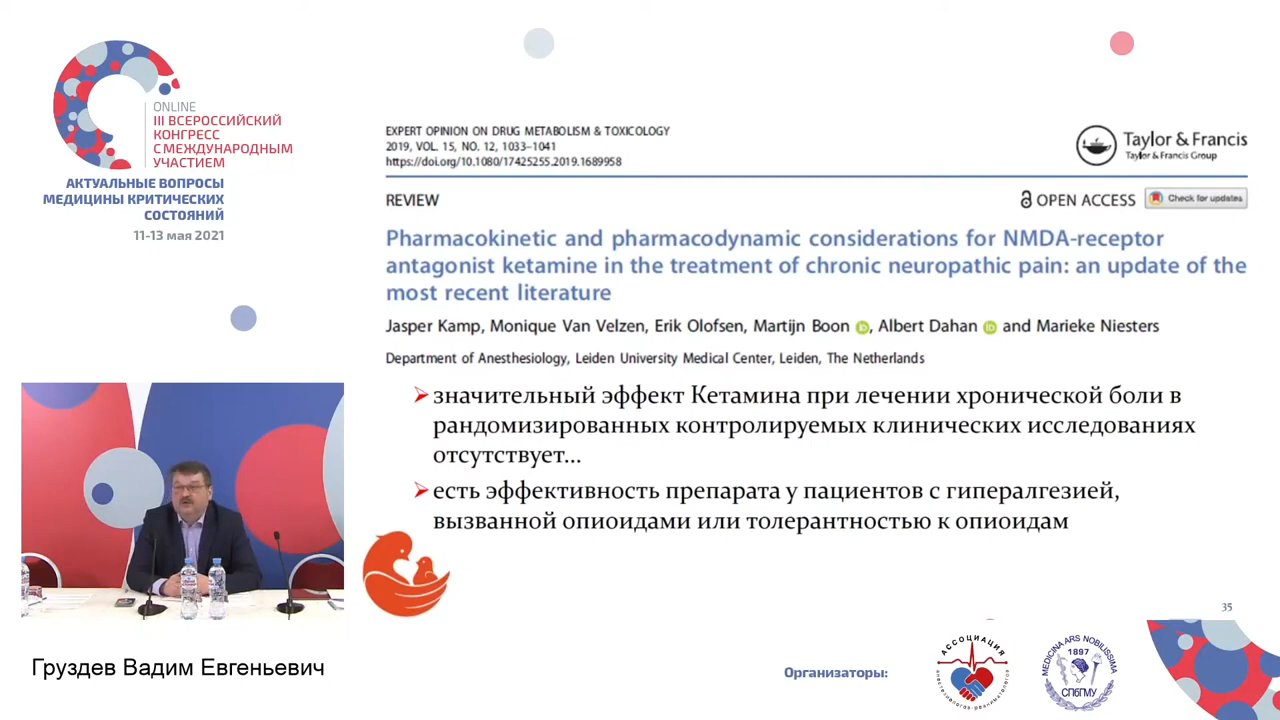 ONLINE
III ВСЕРОССИЙСКИЙ
КОНГРЕСС
С МЕЖДУНАРОДНЫМ
УЧАСТИЕМ
АКТУАЛЬНЫЕ ВОПРОСЫ
МЕДИЦИНЫ КРИТИЧЕСКИХ
СОСТОЯНИЙ
11-13 мая 2021
EXPERT OPINION ON DRUG METABOLISM & TOXICOLOGY
2019, VOL. 15, NO. 12, 1033–1041
https://doi.org/10.1080/17425255.2019.1689958
Taylor & Francis
Taylor & Francis Group
REVIEW
OPEN ACCESS
Check for updates
Pharmacokinetic and pharmacodynamic considerations for NMDA-receptor
antagonist ketamine in the treatment of chronic neuropathic pain: an update of the
most recent literature
Jasper Kamp, Monique Van Velzen, Erik Olofsen, Martijn Boon iD, Albert Dahan iD and Marieke Niesters
Department of Anesthesiology, Leiden University Medical Center, Leiden, The Netherlands
значительный эффект Кетамина при лечении хронической боли в
рандомизированных контролируемых клинических исследованиях
отсутствует...
есть эффективность препарата у пациентов с гипералгезией,
вызванной опиоидами или толерантностью к опиоидам
35
Груздев Вадим Евгеньевич
Организаторы:
АССОЦИАЦИЯ
анестезиологов-реаниматологов
MEDICINA ARS NOBILISSIMA
1897
СПбГМУ